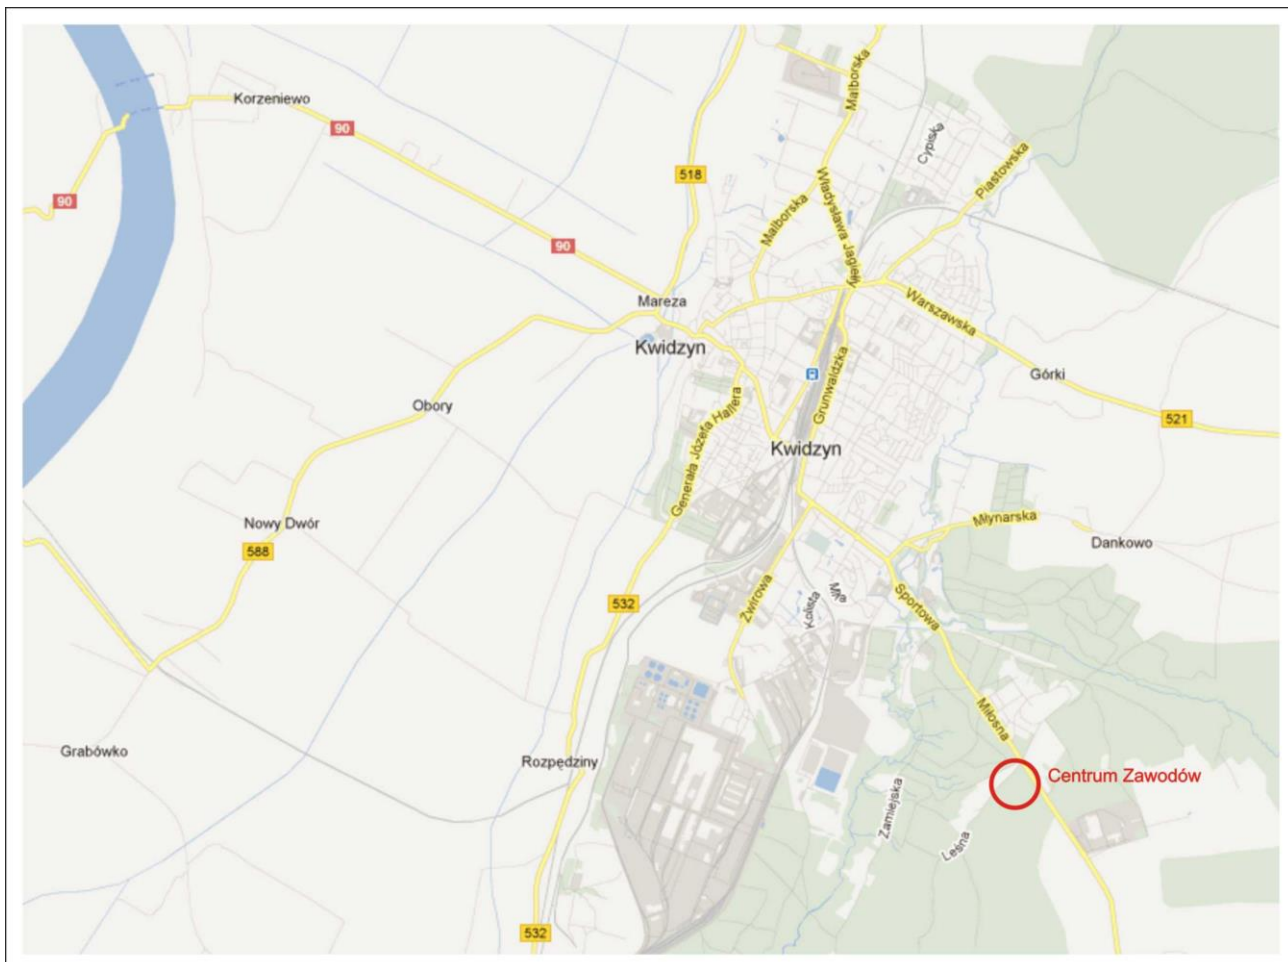 Korzeniewo
90
90
90
518
Malborska
Cypiska
Piastowska
Władysława Jagiełły
Malborska
Mareza
Kwidzyn
Warszawska
Grunwaldzka
Górki
521
Obory
Generała Józefa Hallera
Kwidzyn
Nowy Dwór
588
Młynarska
Dankowo
532
Żwirowa
Kolista
Sportowa
Miłosna
Grabówko
Rozpędziny
Centrum Zawodów
Zamiejska
Leśna
532